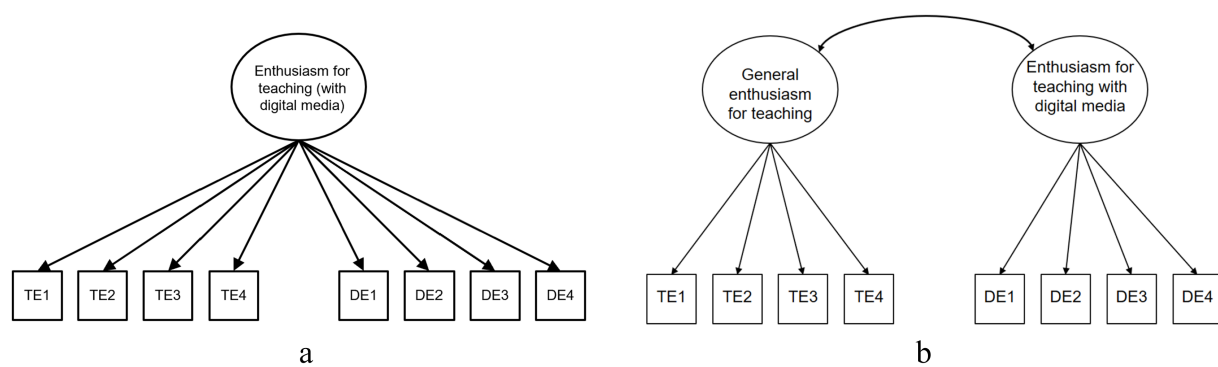 Enthusiasm for
teaching (with
digital media)
TE1
TE2
TE3
TE4
DE1
DE2
DE3
DE4
a
General
enthusiasm
for teaching
Enthusiasm for
teaching with
digital media
TE1
TE2
TE3
TE4
DE1
DE2
DE3
DE4
b